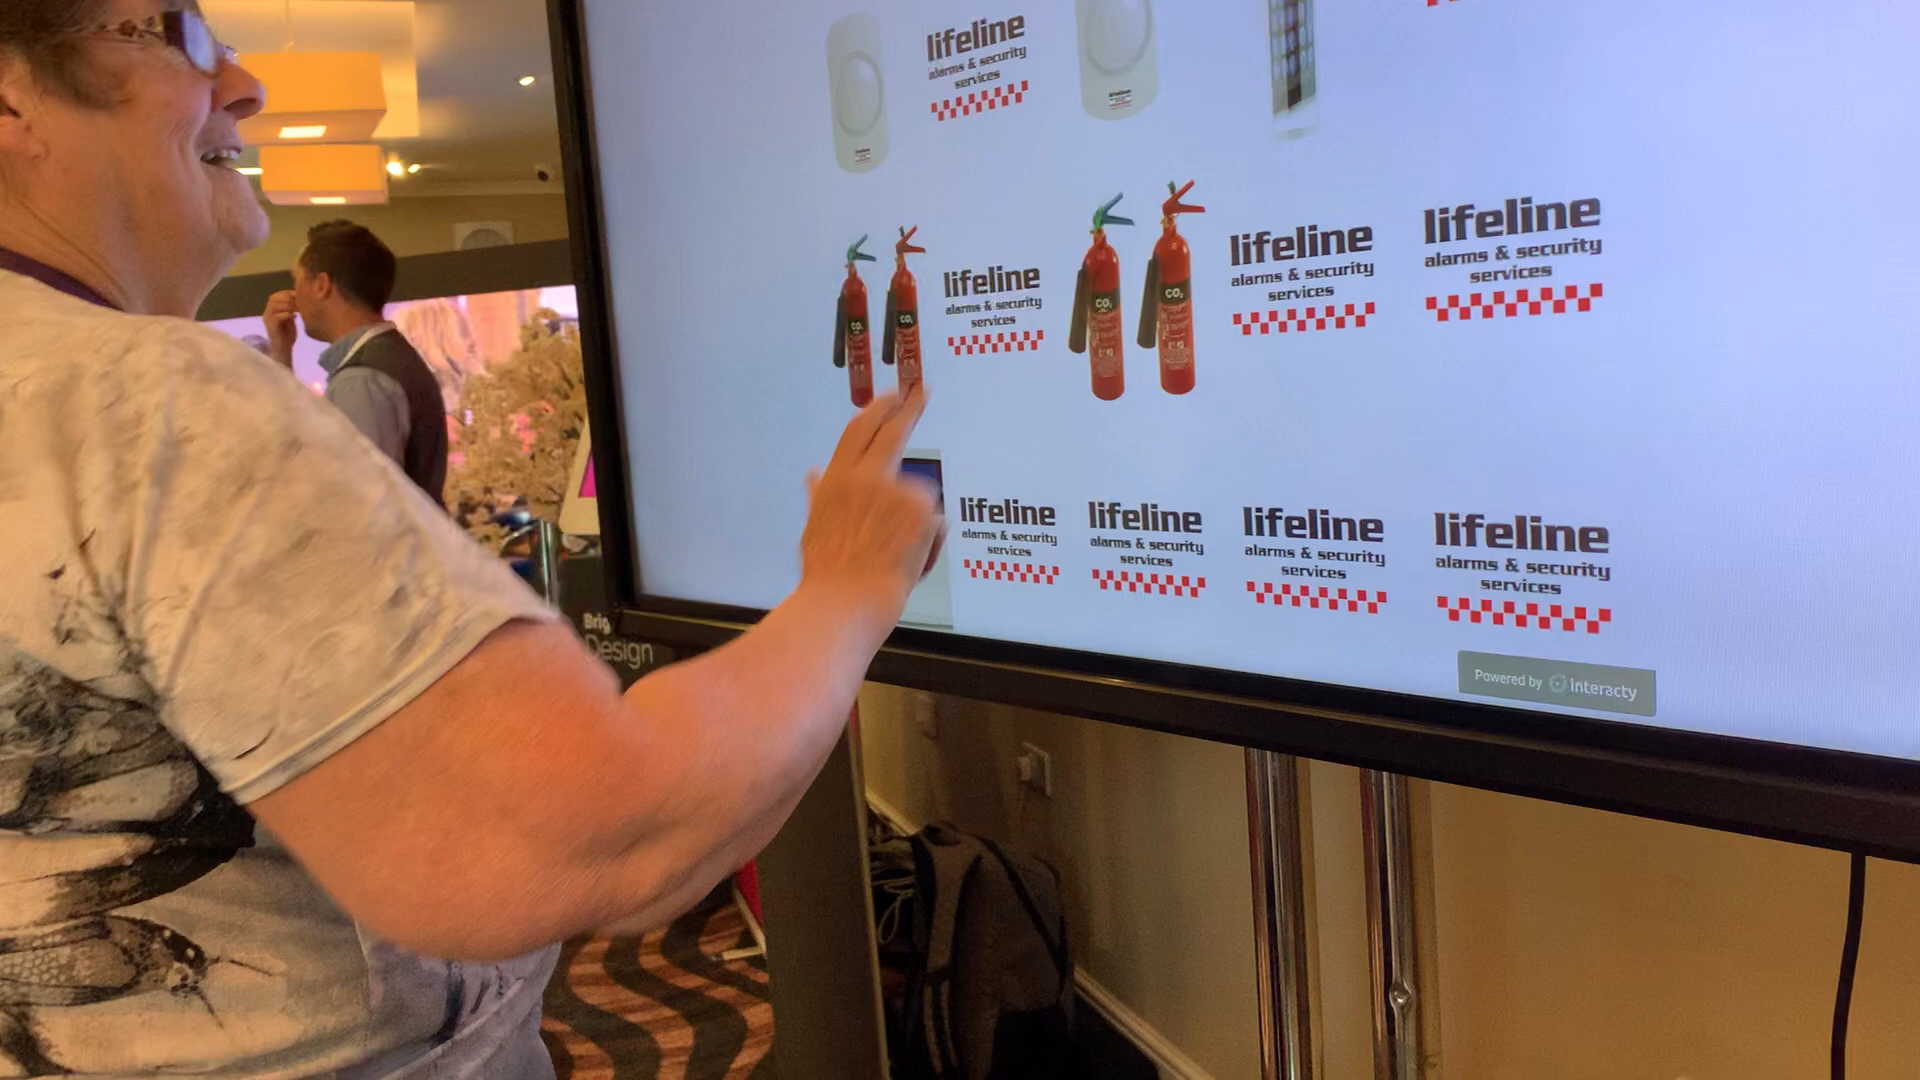 lifeline
alarms & security
services
lifeline
alarms & security
services
lifeline
alarms & security
services
lifeline
alarms & security
services
CO₂
CO₂
CO₂
CO₂
lifeline
alarms & security
services
lifeline
alarms & security
services
lifeline
alarms & security
services
lifeline
alarms & security
services
Powered by interacty
Brig
Design